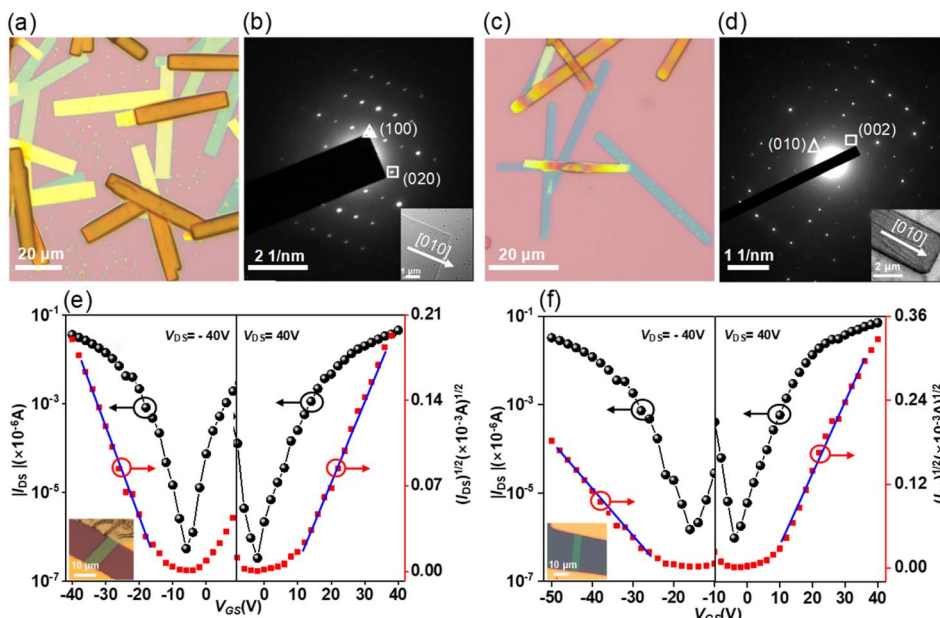 (a)
20 µm
(b)
(100)
(020)
2 1/nm
[010]
1 µm
(c)
20 µm
(d)
(010)
(002)
1 1/nm
[010]
2 µm
(e)
10⁻¹
10⁻³
10⁻⁵
10⁻⁷
|I_DS|(×10⁻⁶A)
V_DS= - 40V
V_DS= 40V
10 µm
0.21
0.14
0.07
0.00
(I_DS)^1/2(×10⁻³A)^1/2
-40 -30 -20 -10 0 0 10 20 30 40
V_GS(V)
(f)
10⁻¹
10⁻³
10⁻⁵
10⁻⁷
|I_DS|(×10⁻⁶A)
V_DS= - 40V
V_DS= 40V
10 µm
0.36
0.24
0.12
0.00
-50 -40 -30 -20 -10 0 10 20 30 40
V_GS(V)